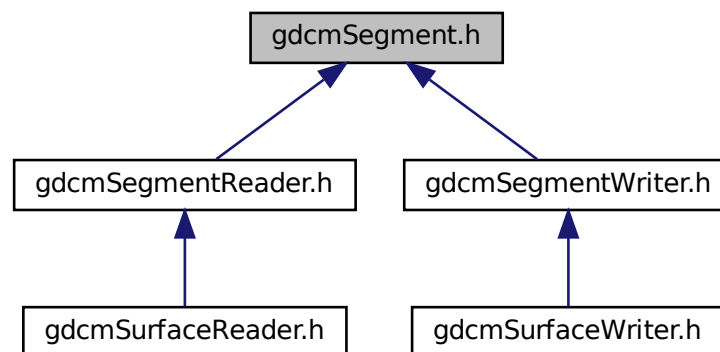 gdcmSegment.h
gdcmSegmentReader.h
gdcmSegmentWriter.h
gdcmSurfaceReader.h
gdcmSurfaceWriter.h